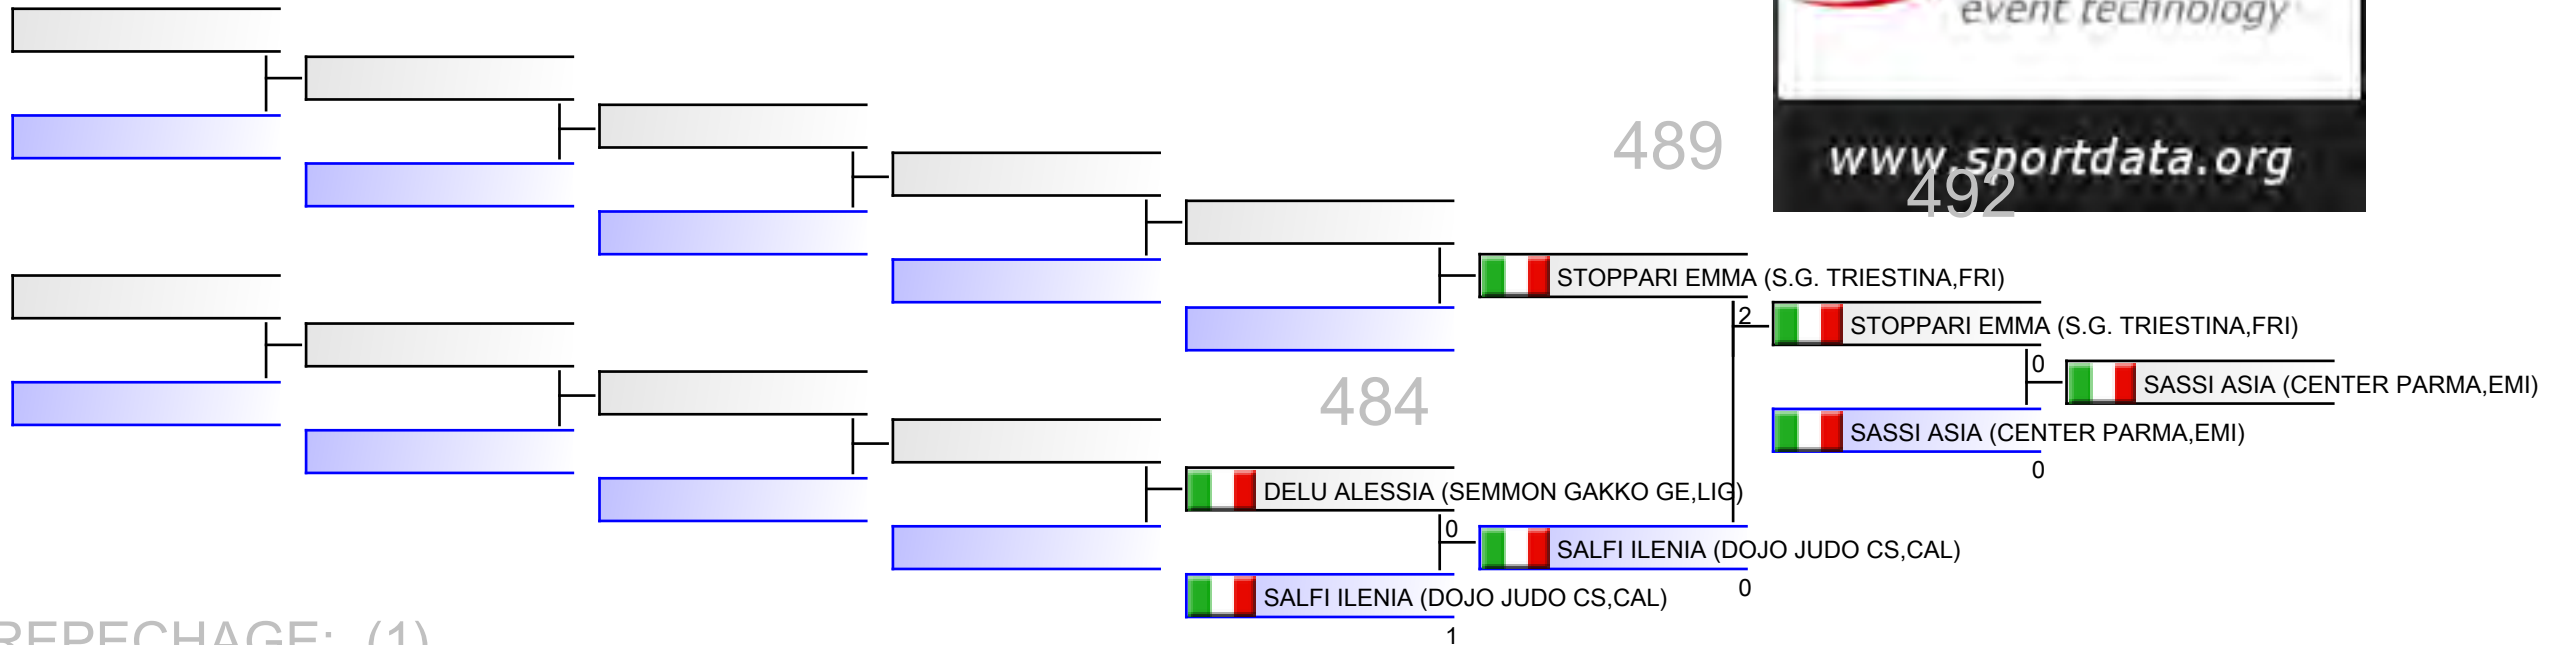 event technology
www.sportdata.org
489
492
STOPPARI EMMA (S.G. TRIESTINA,FRI)
2
STOPPARI EMMA (S.G. TRIESTINA,FRI)
0
SASSI ASIA (CENTER PARMA,EMI)
484
SASSI ASIA (CENTER PARMA,EMI)
0
DELU ALESSIA (SEMMON GAKKO GE,LIG)
0
SALFI ILENIA (DOJO JUDO CS,CAL)
0
SALFI ILENIA (DOJO JUDO CS,CAL)
1
REPECHAGE: (1)